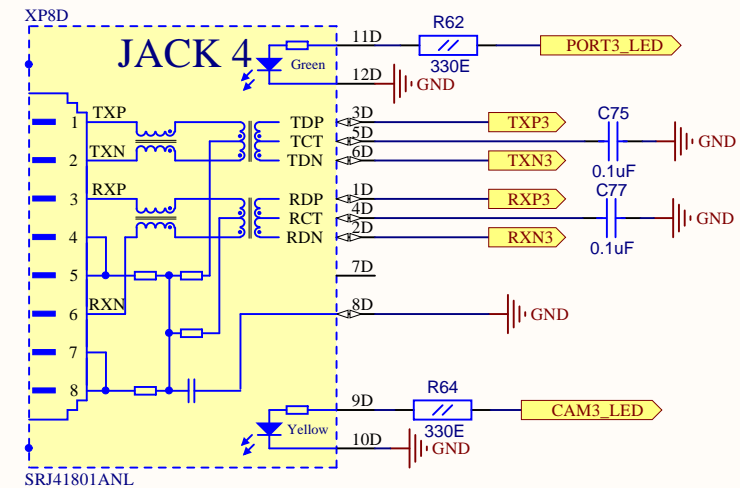 XP8D
JACK 4
Green
11D
R62
330E
PORT3_LED
12D
GND
1
TXP
TDP
3D
TXP3
C75
0.1uF
GND
TCT
5D
2
TXN
TDN
6D
TXN3
3
RXP
RDP
1D
RXP3
C77
0.1uF
GND
RCT
4D
4
RDN
2D
RXN3
5
7D
6
RXN
8D
GND
7
8
9D
R64
330E
CAM3_LED
Yellow
10D
GND
SRJ41801ANL